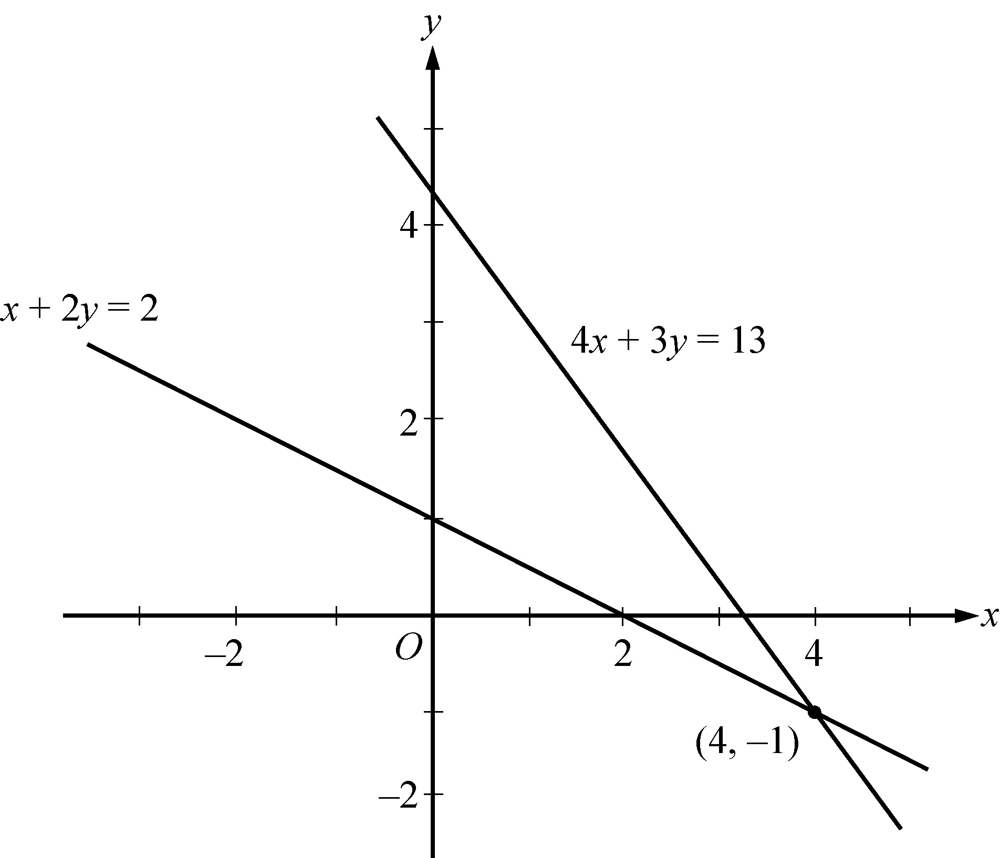 y
4
x + 2y = 2
4x + 3y = 13
2
x
–2
O
2
4
(4, –1)
–2